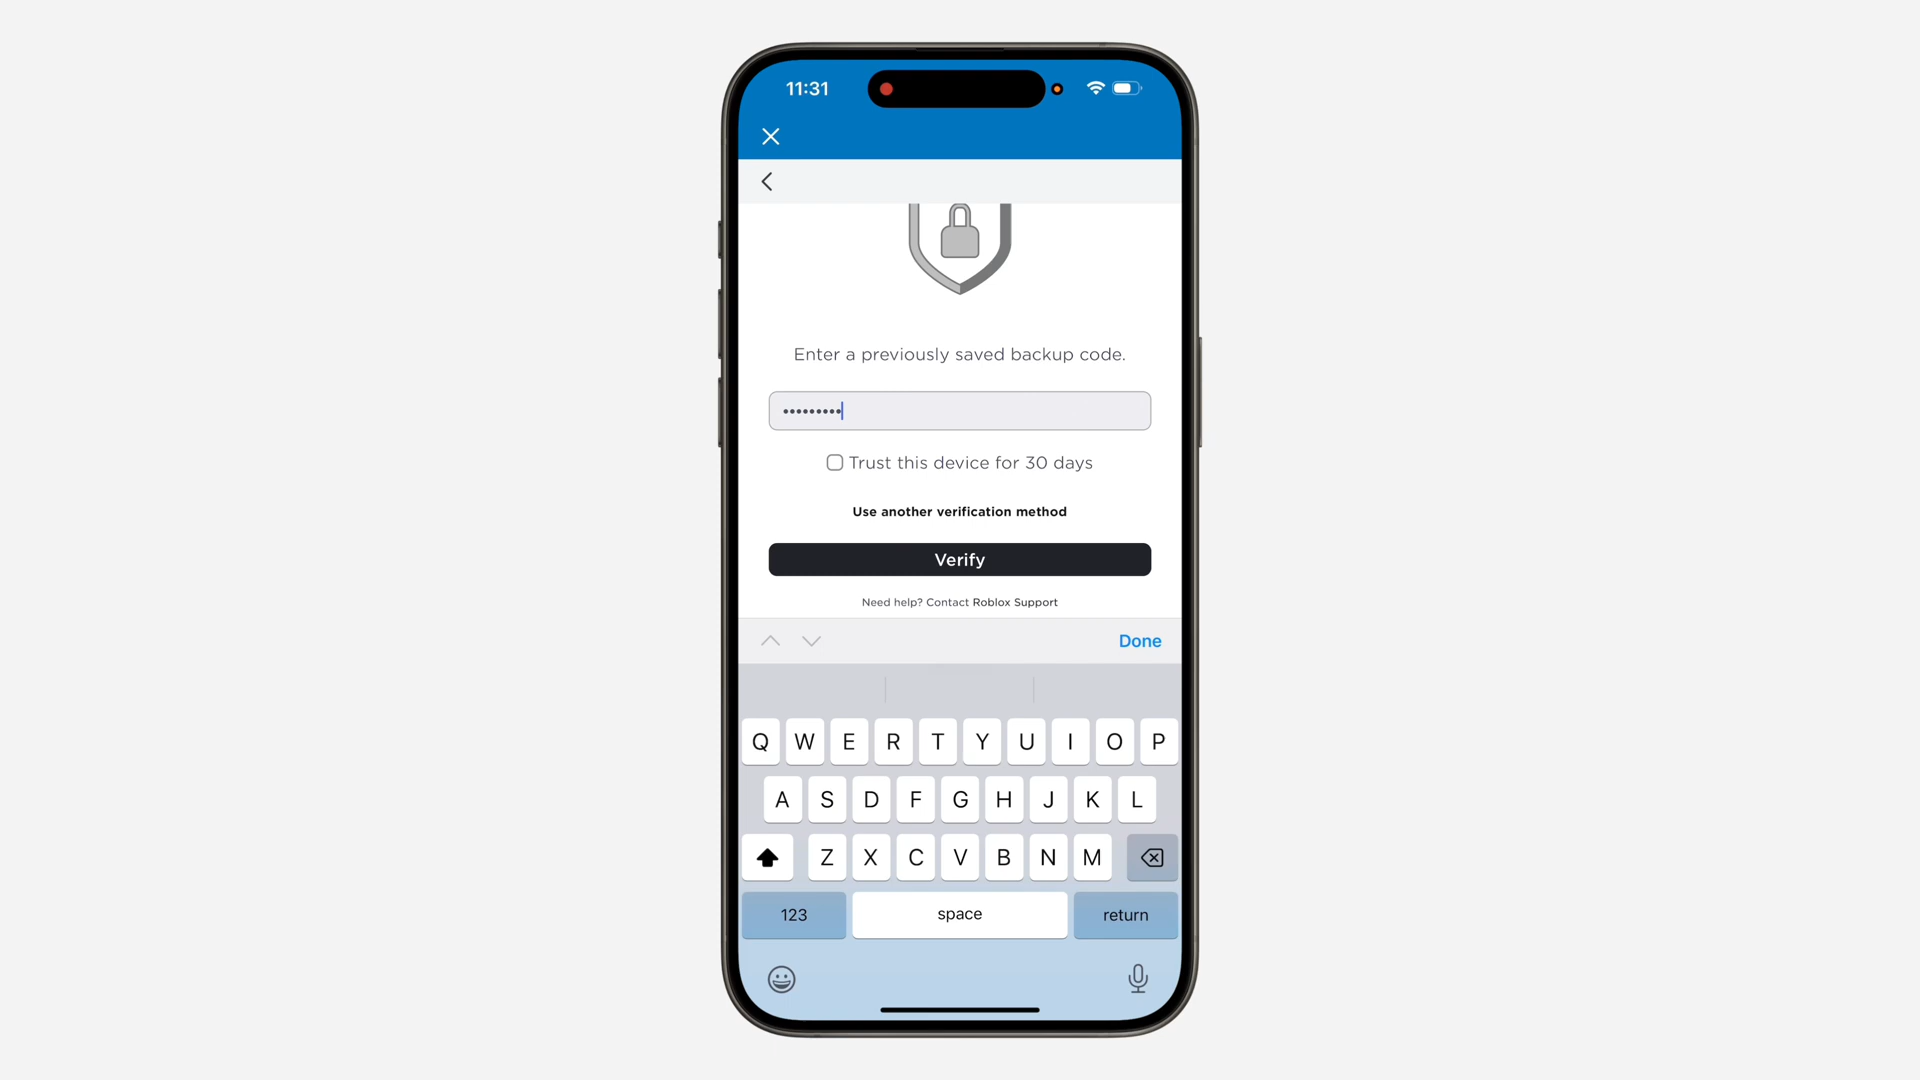 11:31
Enter a previously saved backup code.
•••••••••
Trust this device for 30 days
Use another verification method
Verify
Need help? Contact Roblox Support
Done
Q W E R T Y U I O P
A S D F G H J K L
Z X C V B N M
123 space return